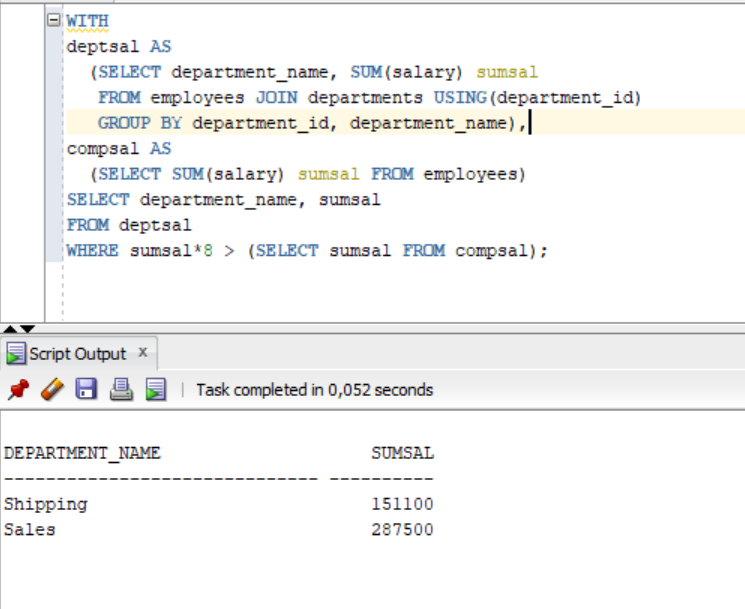 WITH
deptsal AS
(SELECT department_name, SUM(salary) sumsal
FROM employees JOIN departments USING(department_id)
GROUP BY department_id, department_name),
compsal AS
(SELECT SUM(salary) sumsal FROM employees)
SELECT department_name, sumsal
FROM deptsal
WHERE sumsal*8 > (SELECT sumsal FROM compsal);
Script Output x
| Task completed in 0,052 seconds
DEPARTMENT_NAME SUMSAL
------------------------------ ----------
Shipping 151100
Sales 287500